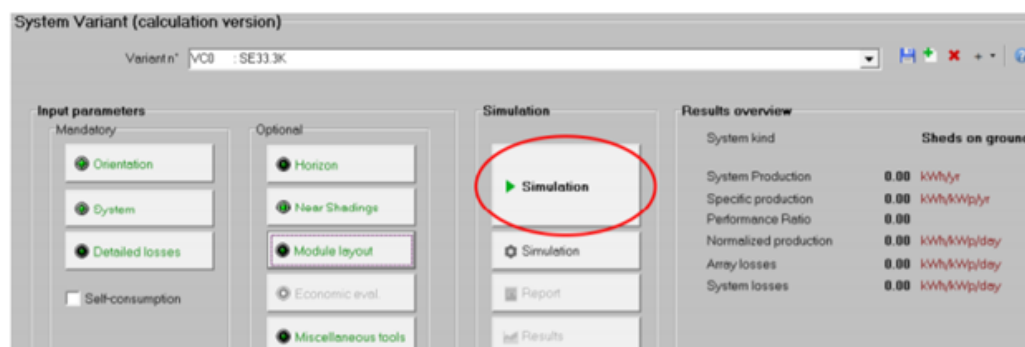 System Variant (calculation version)
Variant n° VC0 : SE33.3K
Input parameters
Mandatory
Orientation
System
Detailed losses
Self-consumption
Optional
Horizon
Near Shadings
Module layout
Economic eval.
Miscellaneous tools
Simulation
Simulation
Simulation
Report
Results
Results overview
System kind Sheds on ground
System Production 0.00 kWh/yr
Specific production 0.00 kWh/kWp/yr
Performance Ratio 0.00
Normalized production 0.00 kWh/kWp/day
Array losses 0.00 kWh/kWp/day
System losses 0.00 kWh/kWp/day